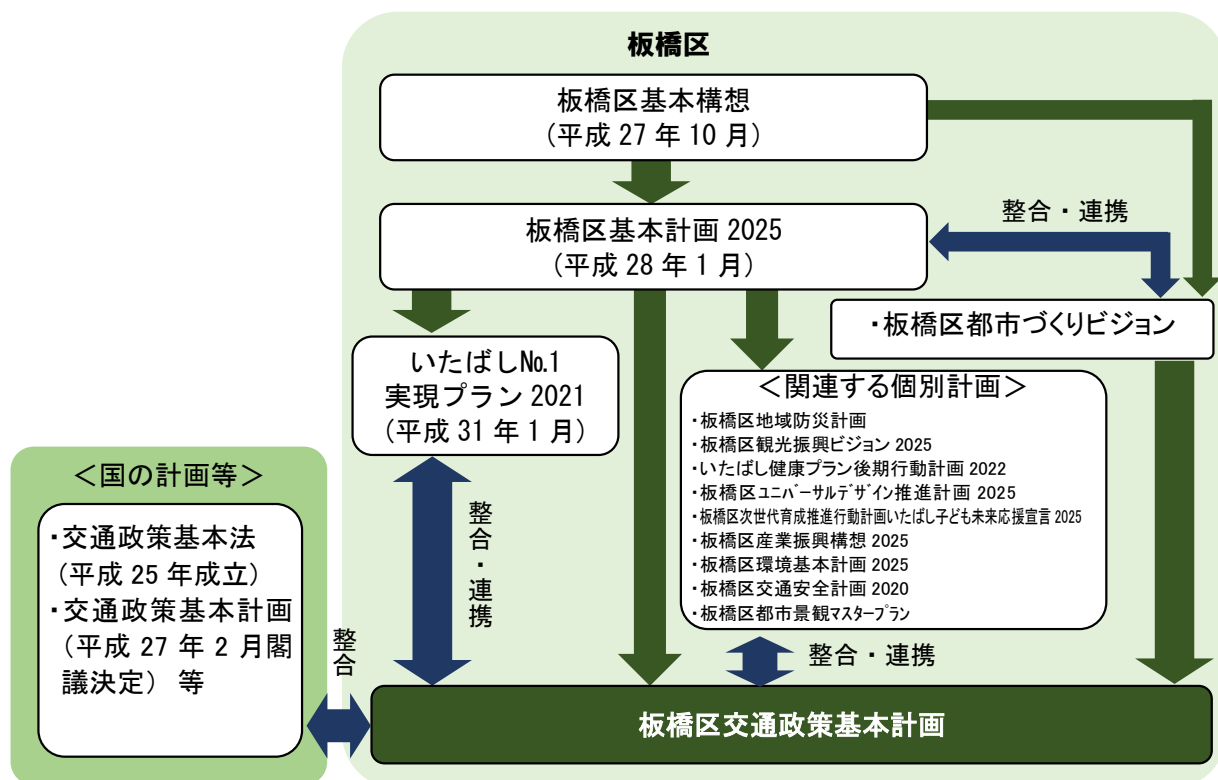 板橋区
板橋区基本構想
(平成 27 年 10 月)
板橋区基本計画 2025
(平成 28 年 1 月)
整合・連携
・板橋区都市づくりビジョン
いたばし№1
実現プラン 2021
(平成 31 年 1 月)
＜関連する個別計画＞
・板橋区地域防災計画
・板橋区観光振興ビジョン 2025
・いたばし健康プラン後期行動計画 2022
・板橋区ﾕﾆﾊﾞｰｻﾙﾃﾞｻﾞｲﾝ推進計画 2025
・板橋区次世代育成推進行動計画いたばし子ども未来応援宣言 2025
・板橋区産業振興構想 2025
・板橋区環境基本計画 2025
・板橋区交通安全計画 2020
・板橋区都市景観ﾏｽﾀｰﾌﾟﾗﾝ
＜国の計画等＞
・交通政策基本法
(平成 25 年成立)
・交通政策基本計画
(平成 27 年 2 月閣
議決定） 等
整合
整合・連携
整合・連携
板橋区交通政策基本計画